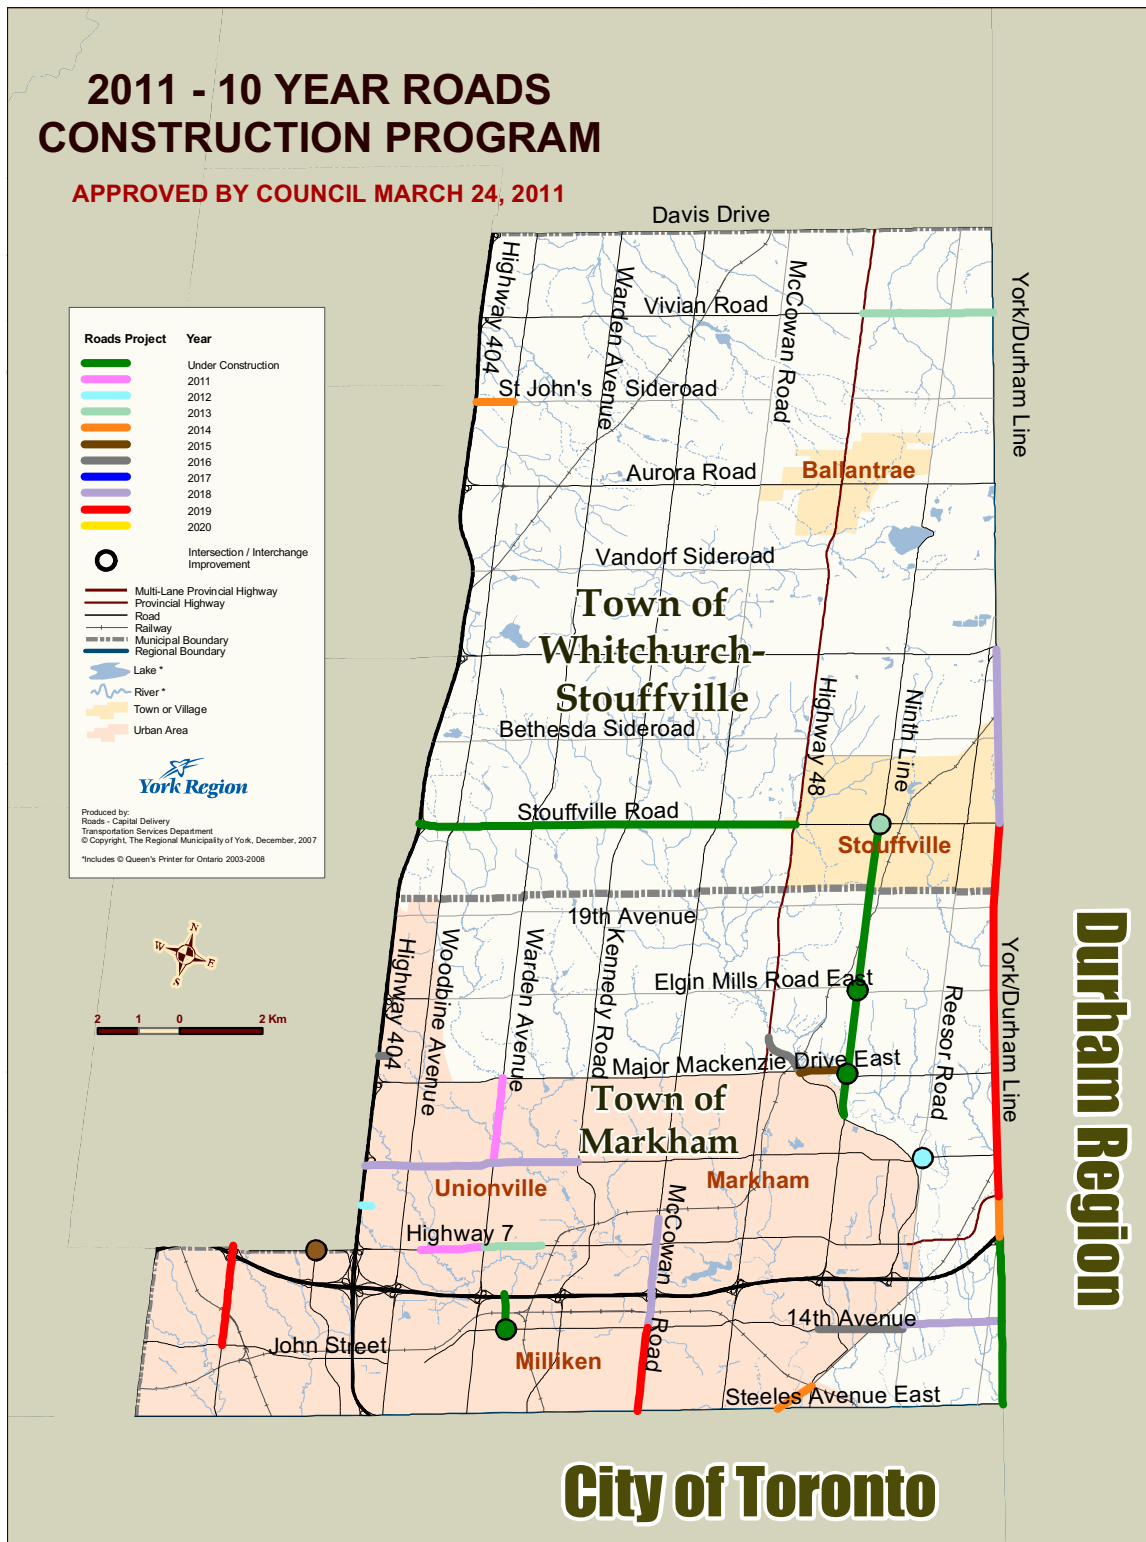 2011 - 10 YEAR ROADS
CONSTRUCTION PROGRAM
APPROVED BY COUNCIL MARCH 24, 2011
Davis Drive
Highway 404
Warden Avenue
McCowan Road
York/Durham Line
Vivian Road
St John's Sideroad
Aurora Road
Ballantrae
Vandorf Sideroad
Town of
Whitchurch-
Stouffville
Bethesda Sideroad
Highway 48
Ninth Line
Stouffville Road
Stouffville
Roads Project Year
Under Construction
2011
2012
2013
2014
2015
2016
2017
2018
2019
2020
Intersection / Interchange
Improvement
Multi-Lane Provincial Highway
Provincial Highway
Road
Railway
Municipal Boundary
Regional Boundary
Lake *
River *
Town or Village
Urban Area
York Region
Produced by:
Roads - Capital Delivery
Transportation Services Department
© Copyright, The Regional Municipality of York, December, 2007
*Includes © Queen's Printer for Ontario 2003-2008
N
W
E
S
2 1 0 2 Km
19th Avenue
Highway 404
Woodbine Avenue
Warden Avenue
Kennedy Road
Elgin Mills Road East
Reesor Road
York/Durham Line
Major Mackenzie Drive East
Town of
Markham
Markham
Unionville
McCowan Road
Highway 7
14th Avenue
John Street
Milliken
Steeles Avenue East
Durham Region
City of Toronto